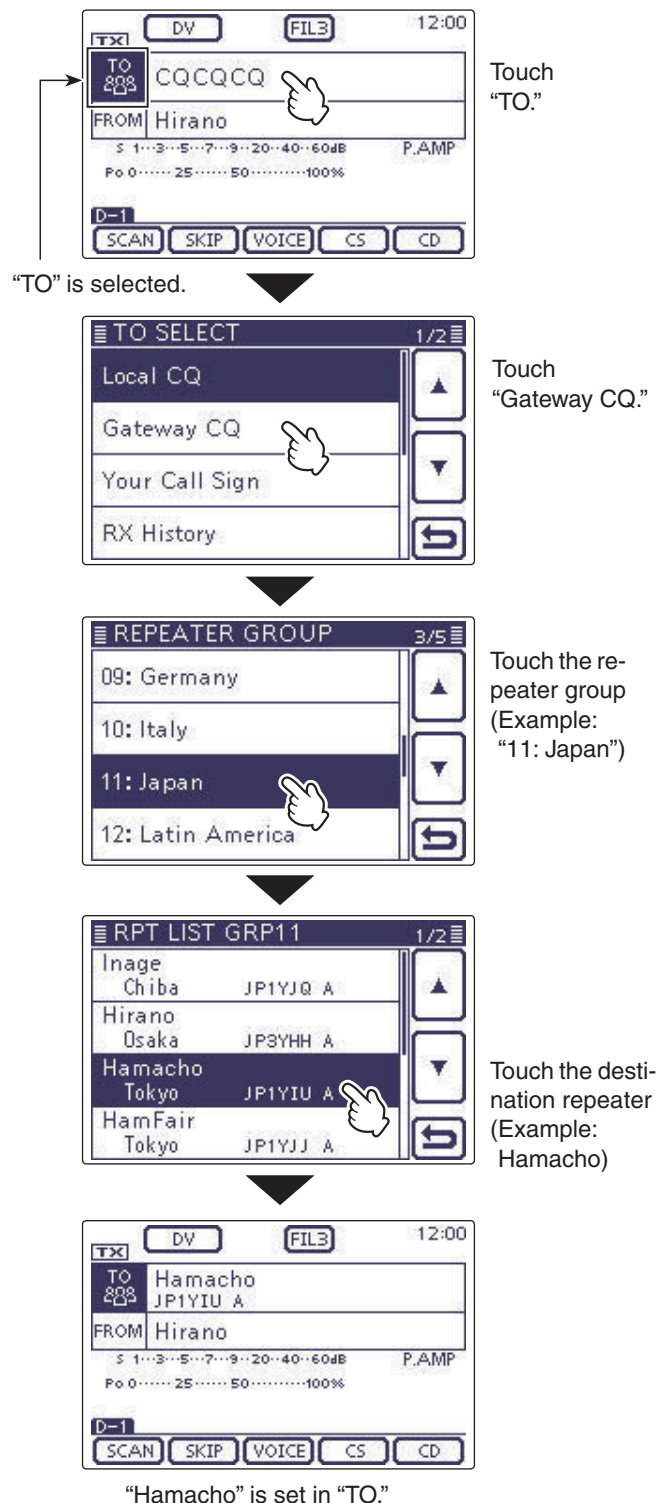 DV FIL3 12:00
TX
TO CQCQCQ
FROM Hirano
S 1···3···5···7···9··20··40··60dB P.AMP
Po 0······25······50·········100%
D-1
SCAN SKIP VOICE CS CD
Touch
“TO.”
“TO” is selected.
TO SELECT 1/2
Local CQ
Gateway CQ
Your Call Sign
RX History
Touch
“Gateway CQ.”
REPEATER GROUP 3/5
09: Germany
10: Italy
11: Japan
12: Latin America
Touch the re-
peater group
(Example:
“11: Japan”)
RPT LIST GRP11 1/2
Inage
Chiba JP1YJQ A
Hirano
Osaka JP3YHH A
Hamacho
Tokyo JP1YIU A
HamFair
Tokyo JP1YJJ A
Touch the desti-
nation repeater
(Example:
Hamacho)
DV FIL3 12:00
TX
TO Hamacho
JP1YIU A
FROM Hirano
S 1···3···5···7···9··20··40··60dB P.AMP
Po 0······25······50·········100%
D-1
SCAN SKIP VOICE CS CD
“Hamacho” is set in “TO.”